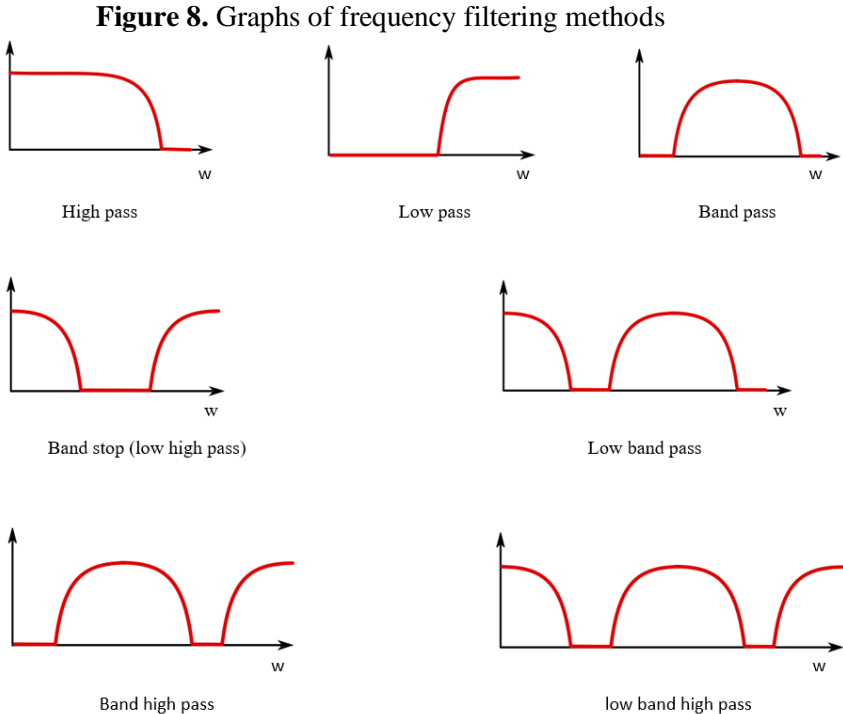 Figure 8. Graphs of frequency filtering methods
w
w
w
High pass
Low pass
Band pass
w
w
Band stop (low high pass)
Low band pass
w
w
Band high pass
low band high pass